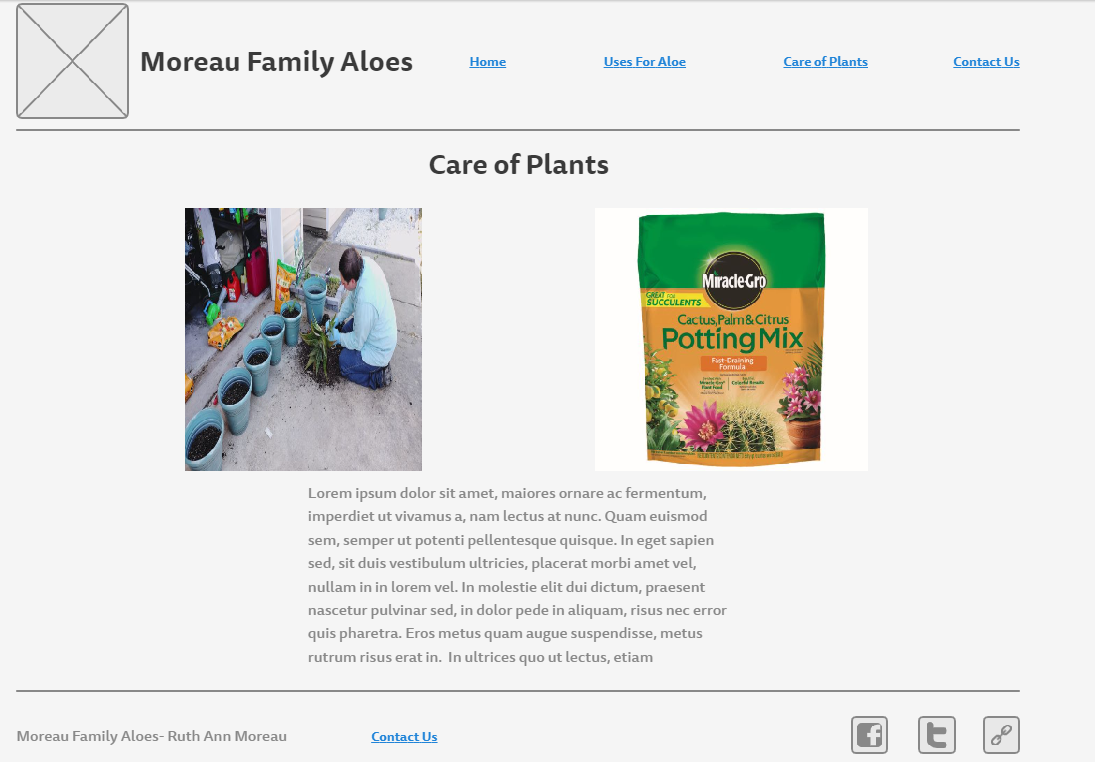 Moreau Family Aloes
Home
Uses For Aloe
Care of Plants
Contact Us
Care of Plants
Miracle-Gro
GREAT for
SUCCULENTS
Cactus, Palm & Citrus
Potting Mix
Fast-Draining
Formula
Lorem ipsum dolor sit amet, maiores ornare ac fermentum,
imperdiet ut vivamus a, nam lectus at nunc. Quam euismod
sem, semper ut potenti pellentesque quisque. In eget sapien
sed, sit duis vestibulum ultricies, placerat morbi amet vel,
nullam in in lorem vel. In molestie elit dui dictum, praesent
nascetur pulvinar sed, in dolor pede in aliquam, risus nec error
quis pharetra. Eros metus quam augue suspendisse, metus
rutrum risus erat in.  In ultrices quo ut lectus, etiam
Moreau Family Aloes- Ruth Ann Moreau
Contact Us